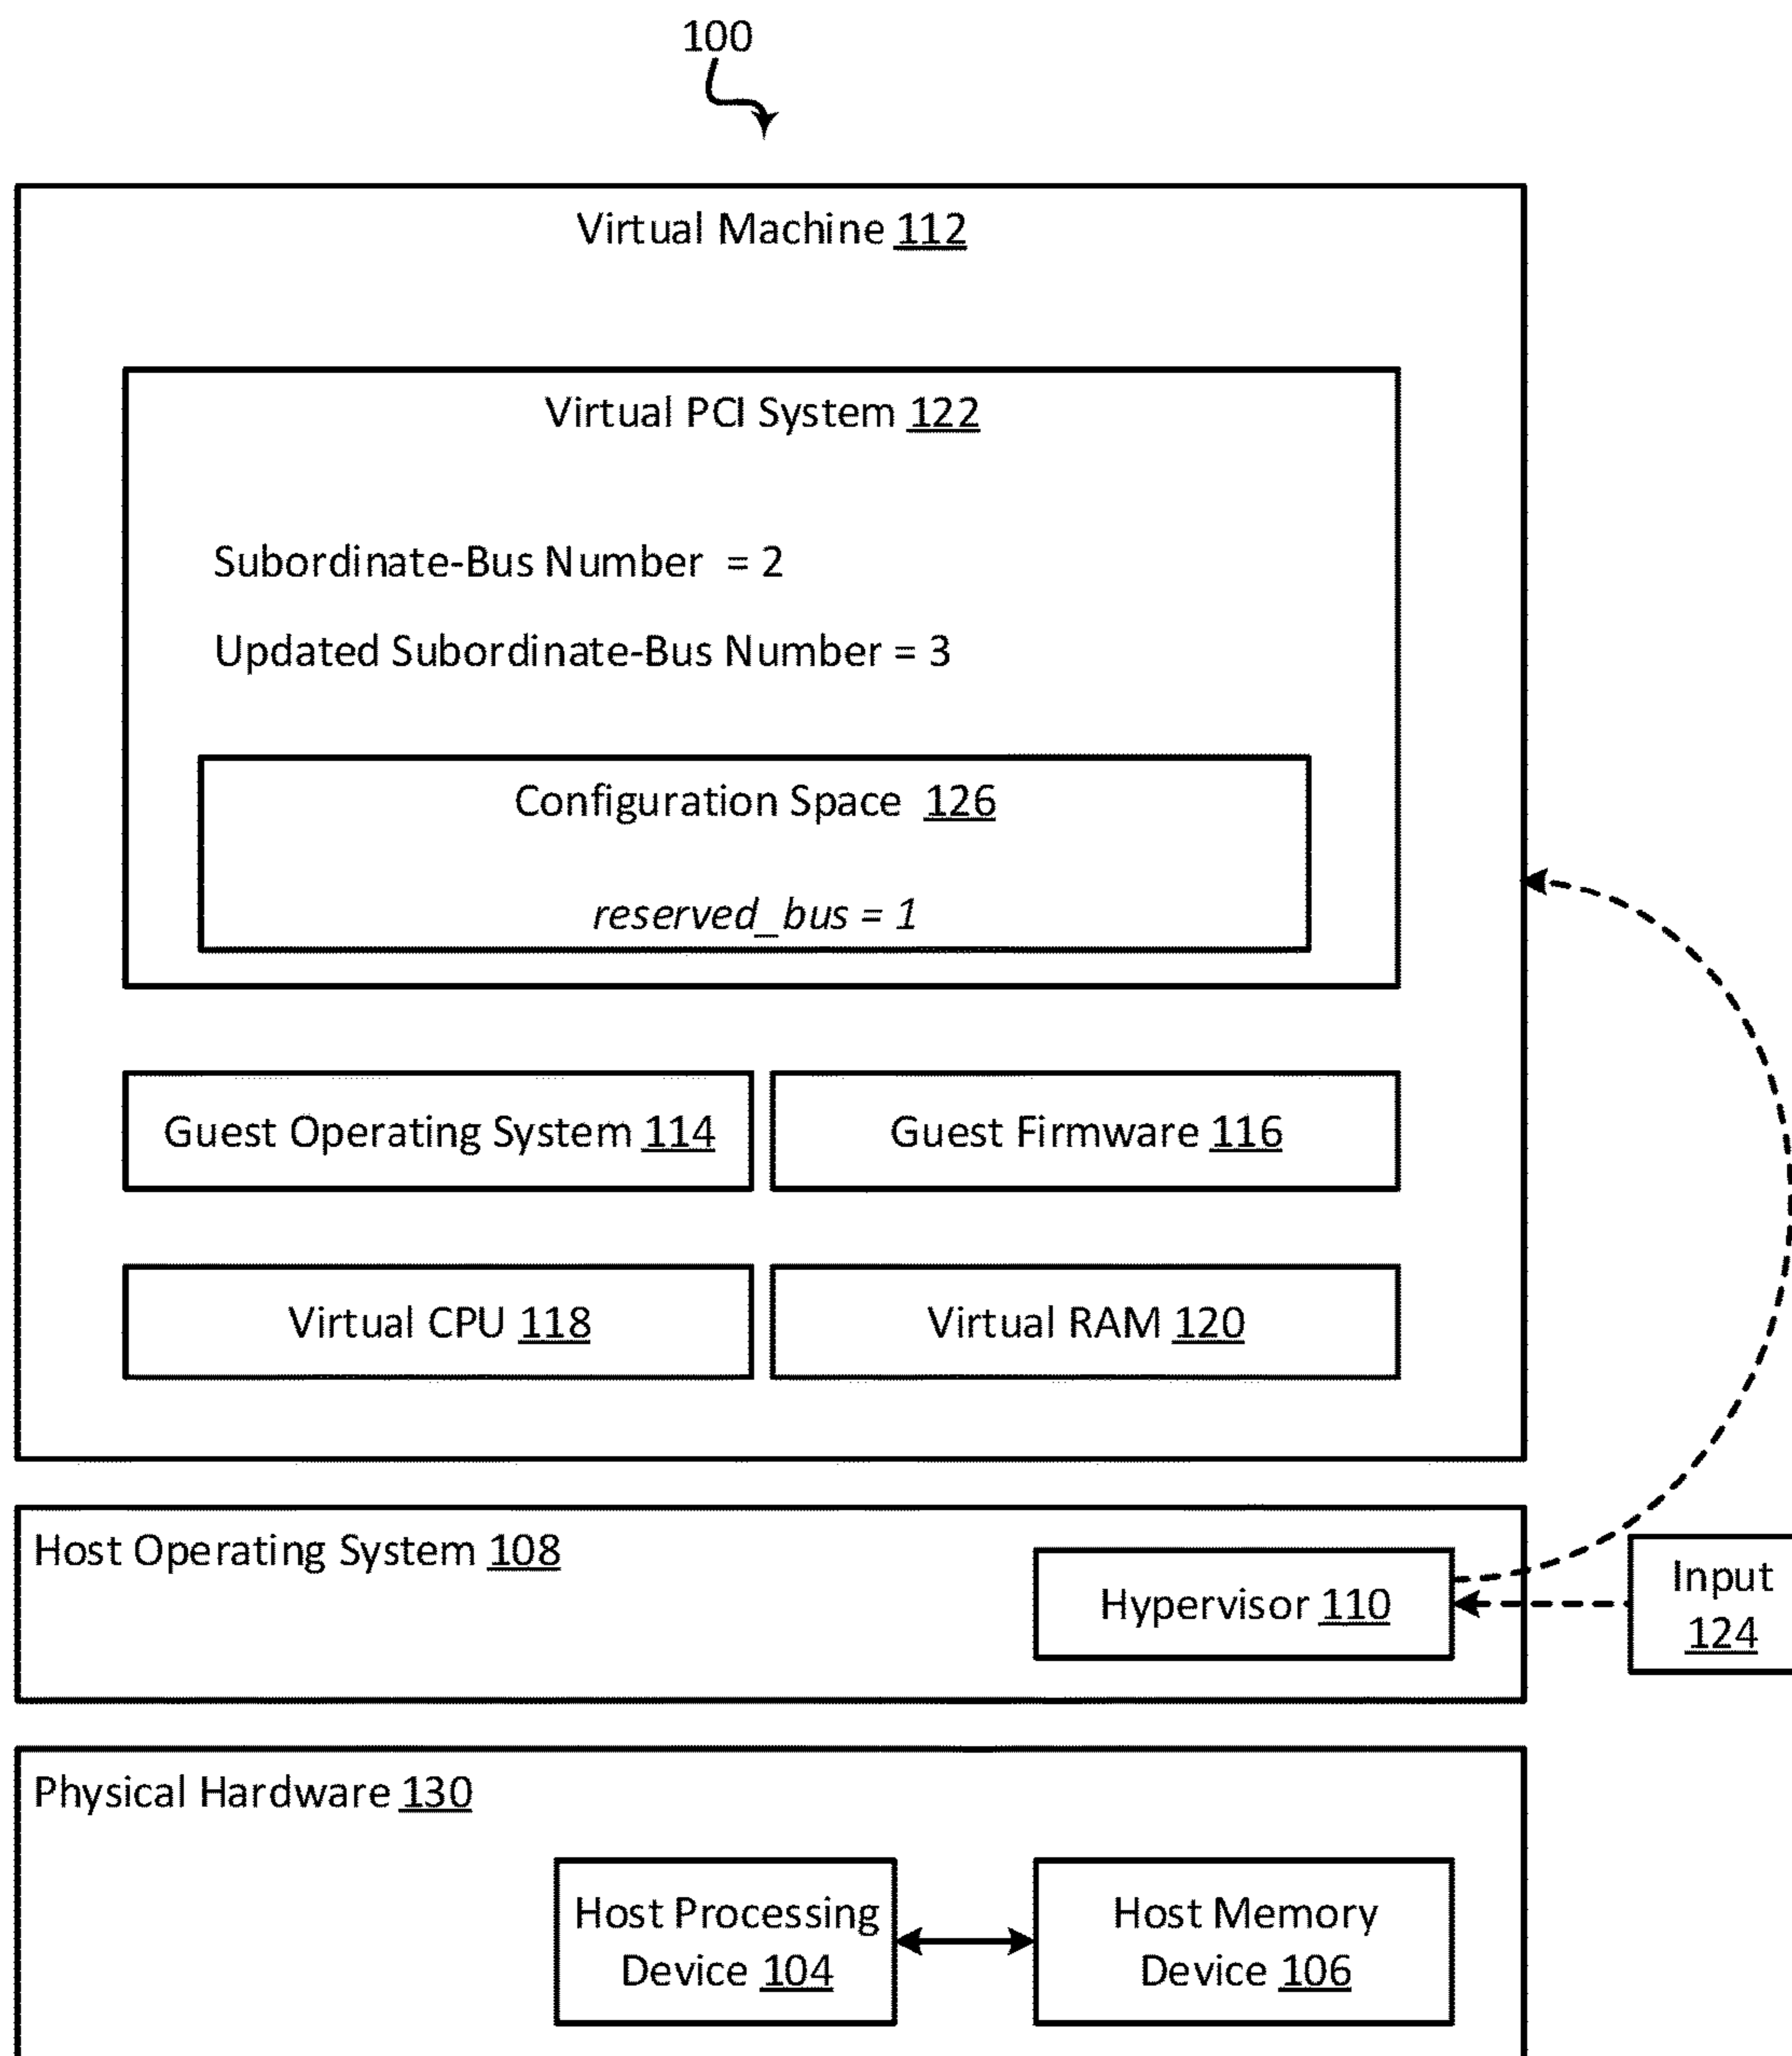 100
Virtual Machine 112
Virtual PCI System 122
Subordinate-Bus Number = 2
Updated Subordinate-Bus Number = 3
Configuration Space 126
reserved_bus = 1
Guest Operating System 114
Guest Firmware 116
Virtual CPU 118
Virtual RAM 120
Host Operating System 108
Hypervisor 110
Input
124
Physical Hardware 130
Host Processing
Device 104
Host Memory
Device 106